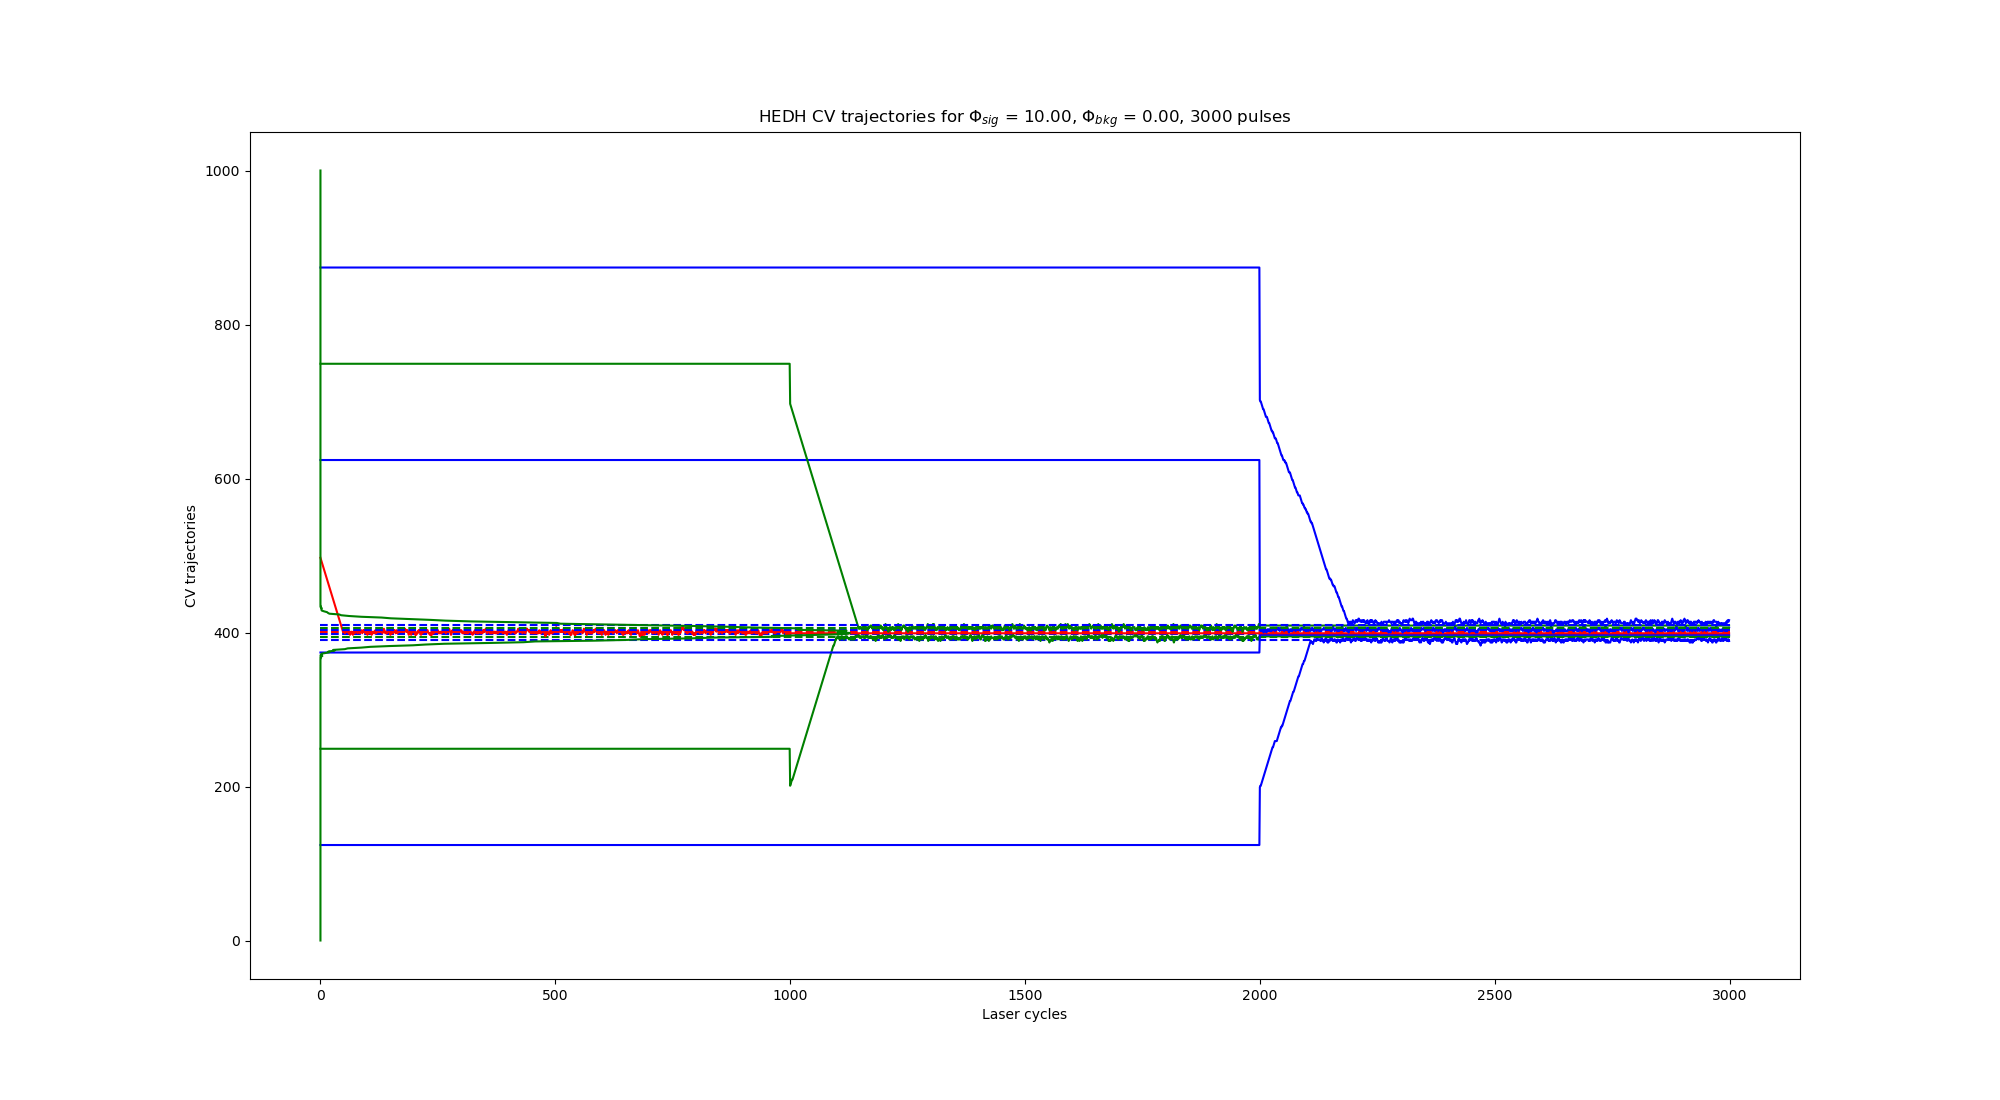 HEDH CV trajectories for Φ_sig = 10.00, Φ_bkg = 0.00, 3000 pulses
1000
800
600
400
200
0
CV trajectories
0 500 1000 1500 2000 2500 3000
Laser cycles